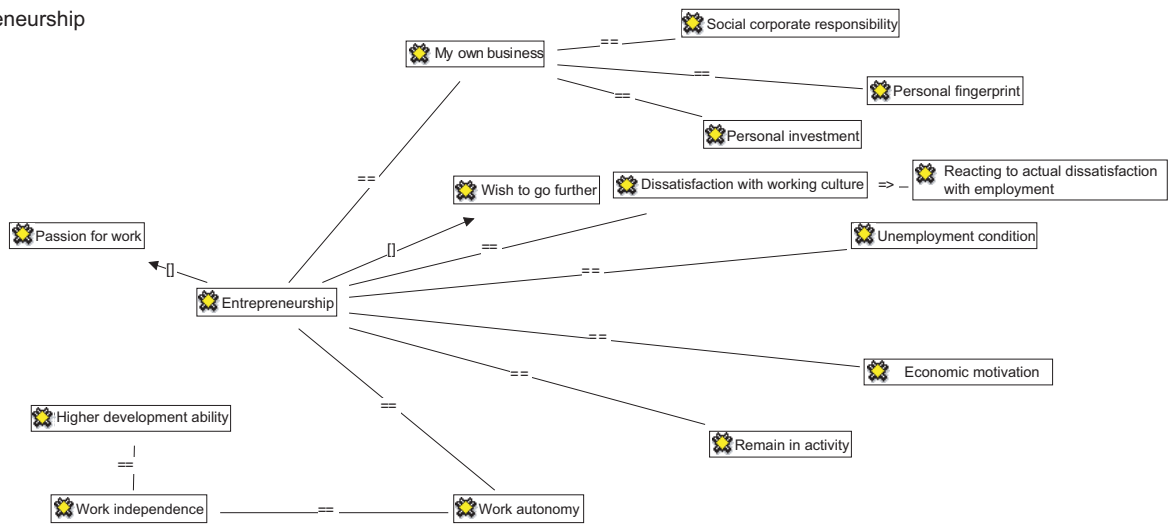 eneurship
Social corporate responsibility
==
My own business
==
Personal fingerprint
==
Personal investment
==
Wish to go further
Dissatisfaction with working culture
=>
Reacting to actual dissatisfaction
with employment
Passion for work
[]
[]
==
Unemployment condition
==
Entrepreneurship
==
Economic motivation
==
==
Higher development ability
Remain in activity
==
Work independence
==
Work autonomy